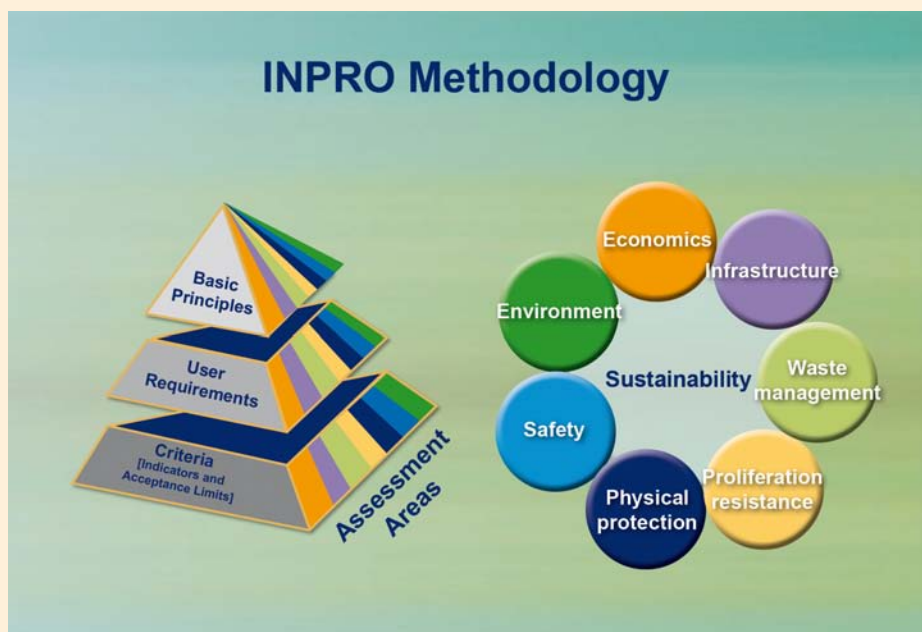 INPRO Methodology
Basic
Principles
User
Requirements
Criteria
[Indicators and
Acceptance Limits]
Assessment
Areas
Economics
Infrastructure
Environment
Sustainability
Waste
management
Safety
Proliferation
resistance
Physical
protection